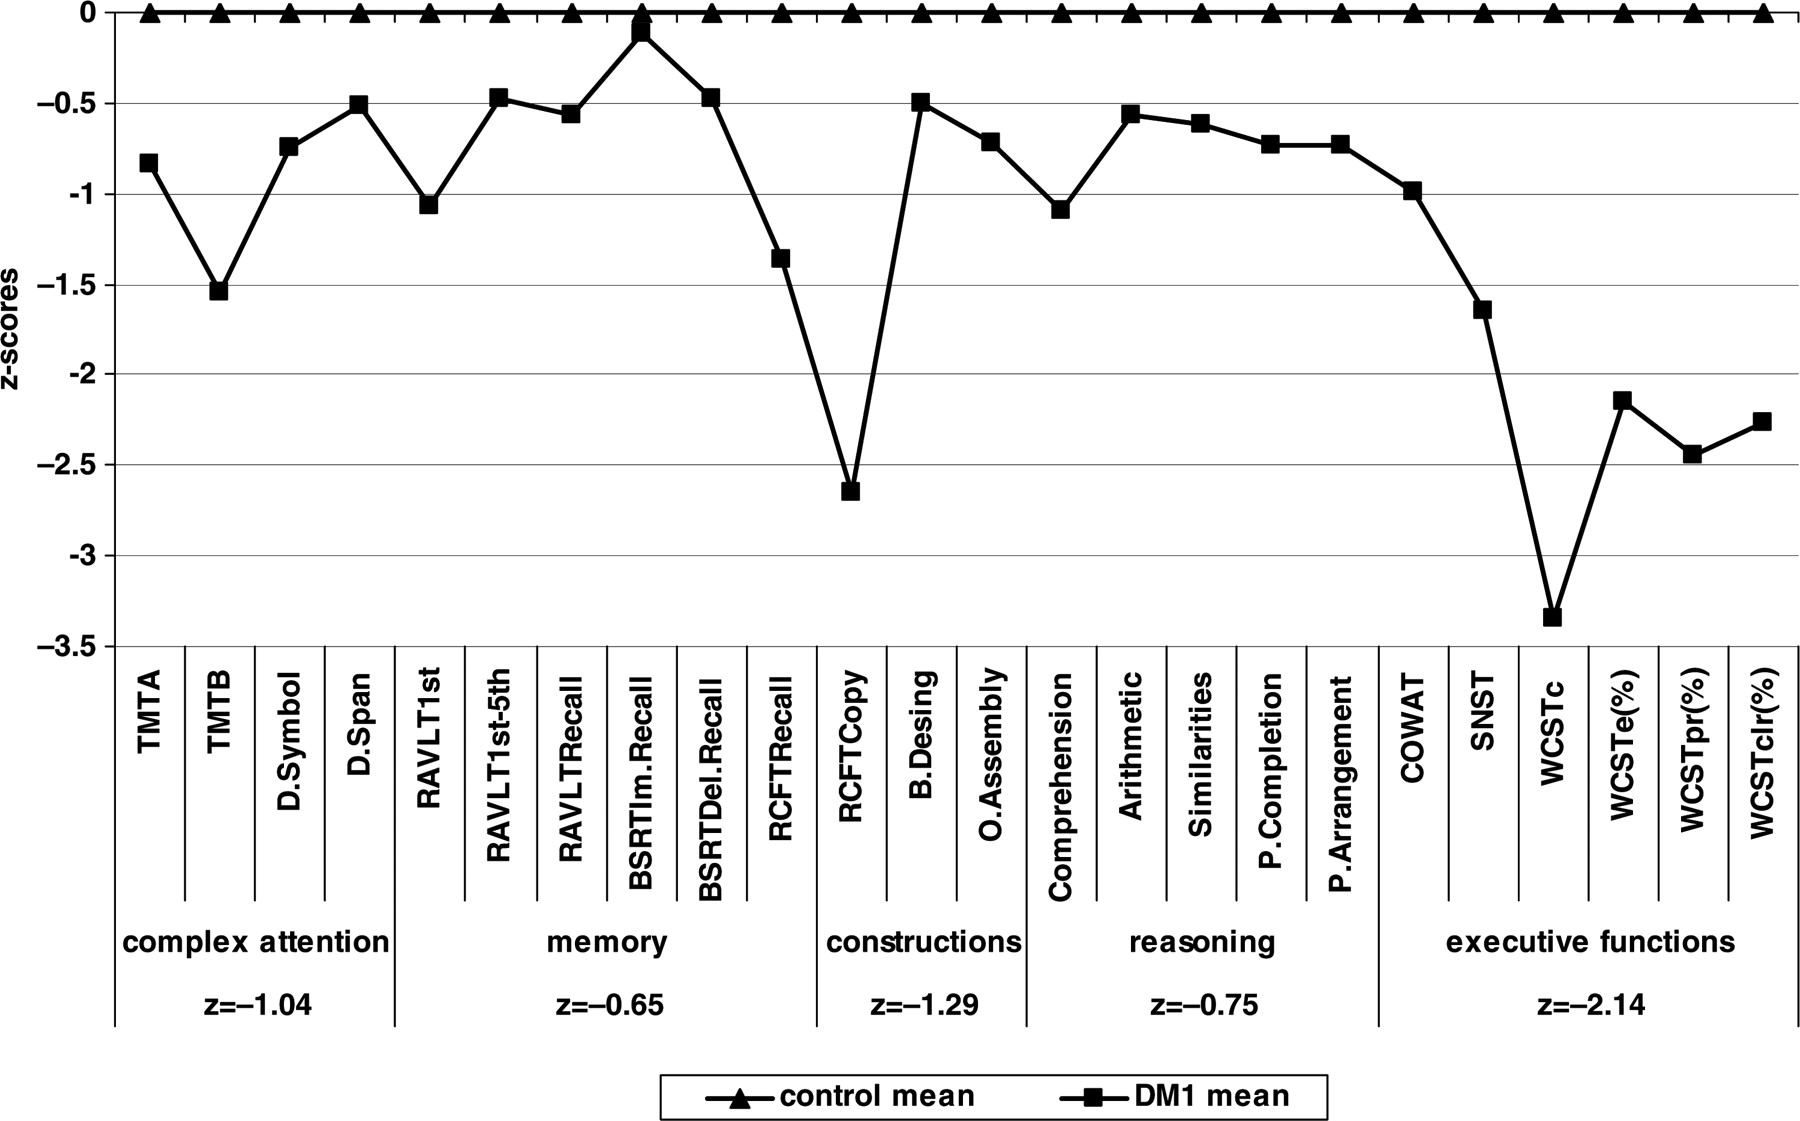 0
–0.5
-1
–1.5
-2
–2.5
-3
–3.5
z-scores
TMTA
TMTB
D.Symbol
D.Span
RAVLT1st
RAVLT1st-5th
RAVLTRecall
BSRTIm.Recall
BSRTDel.Recall
RCFTRecall
RCFTCopy
B.Desing
O.Assembly
Comprehension
Arithmetic
Similarities
P.Completion
P.Arrangement
COWAT
SNST
WCSTc
WCSTe(%)
WCSTpr(%)
WCSTclr(%)
complex attention memory constructions reasoning executive functions
z=–1.04 z=–0.65 z=–1.29 z=–0.75 z=–2.14
control mean DM1 mean